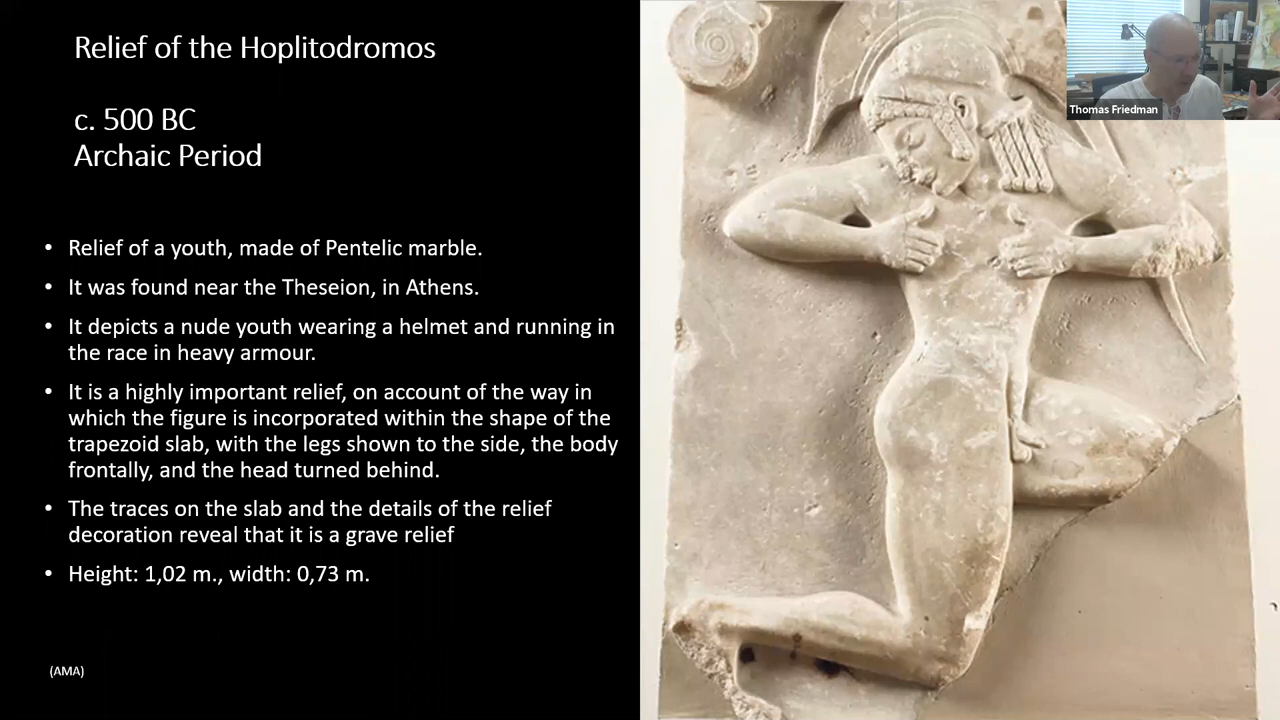 Relief of the Hoplitodromos
c. 500 BC
Archaic Period
• Relief of a youth, made of Pentelic marble.
• It was found near the Theseion, in Athens.
• It depicts a nude youth wearing a helmet and running in
the race in heavy armour.
• It is a highly important relief, on account of the way in
which the figure is incorporated within the shape of the
trapezoid slab, with the legs shown to the side, the body
frontally, and the head turned behind.
• The traces on the slab and the details of the relief
decoration reveal that it is a grave relief
• Height: 1,02 m., width: 0,73 m.
(AMA)
Thomas Friedman